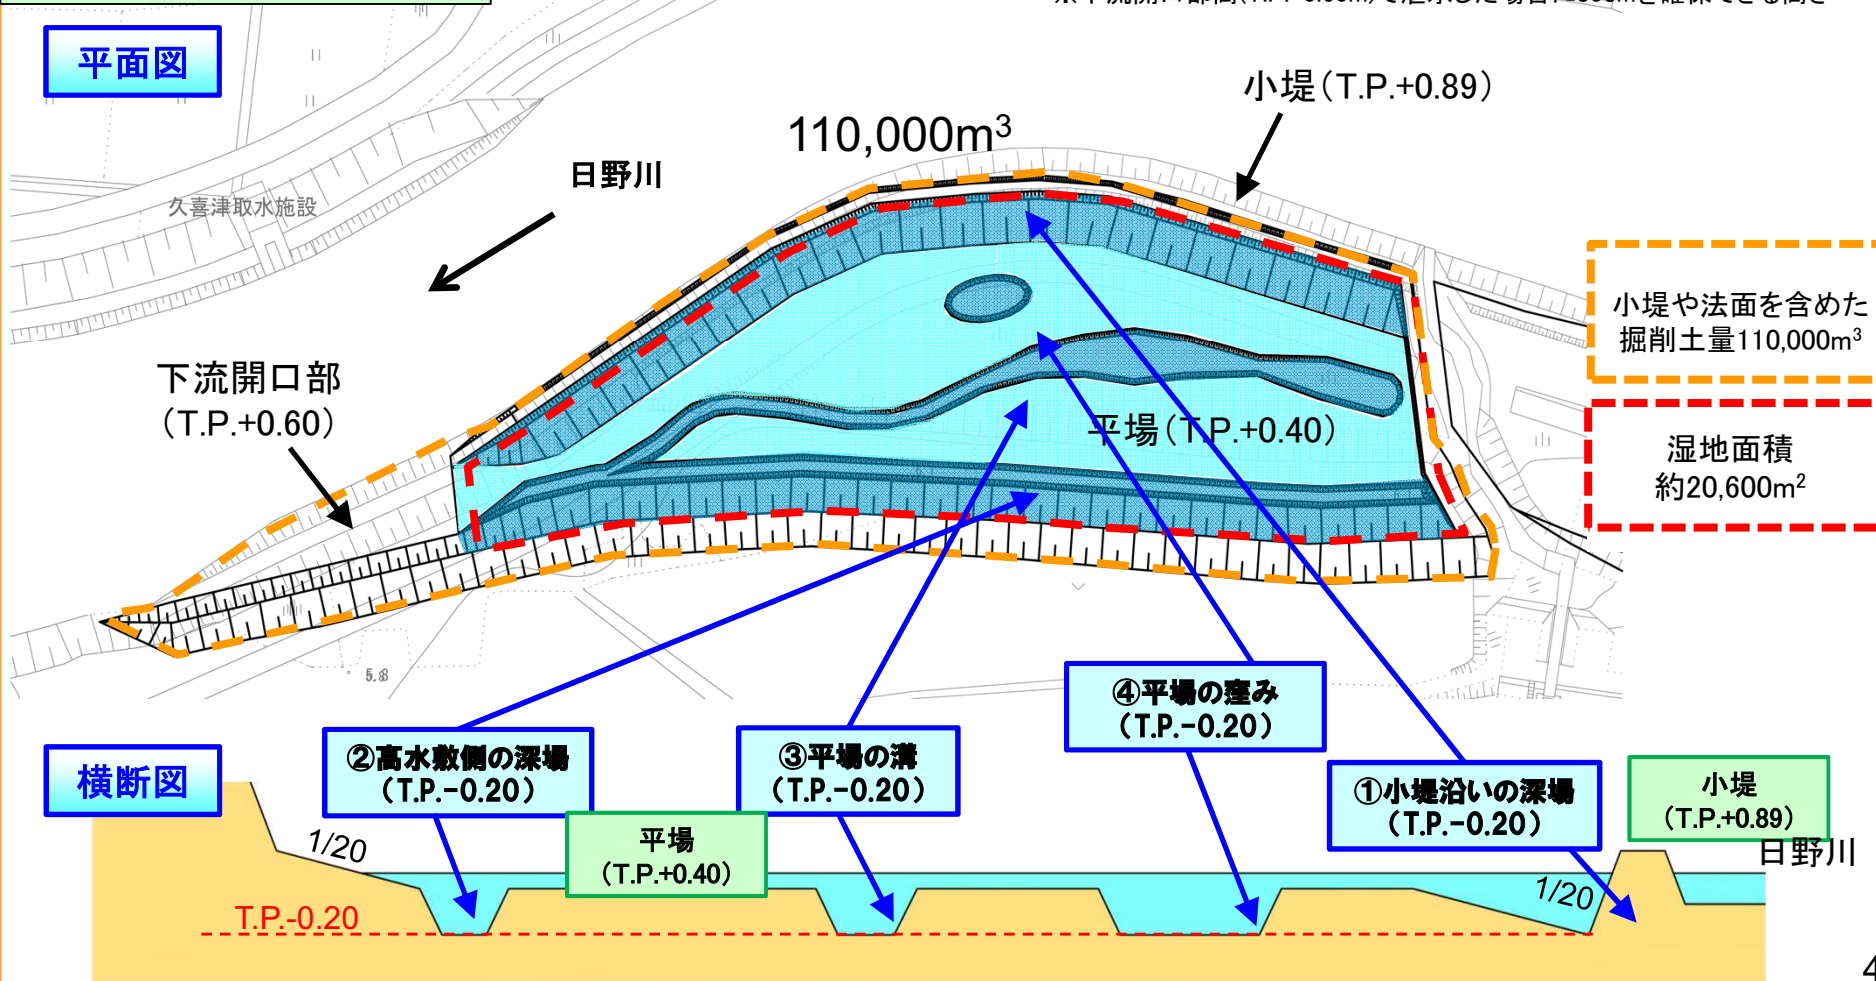 平面図
110,000m³
小堤（T.P.+0.89）
日野川
久喜津取水施設
小堤や法面を含めた
掘削土量110,000m³
下流開口部
（T.P.+0.60）
平場（T.P.+0.40）
湿地面積
約20,600m²
5.8
④平場の窪み
（T.P.-0.20）
②高水敷側の深場
（T.P.-0.20）
③平場の溝
（T.P.-0.20）
①小堤沿いの深場
（T.P.-0.20）
小堤
（T.P.+0.89）
横断図
平場
（T.P.+0.40）
1/20
日野川
1/20
T.P.-0.20
4